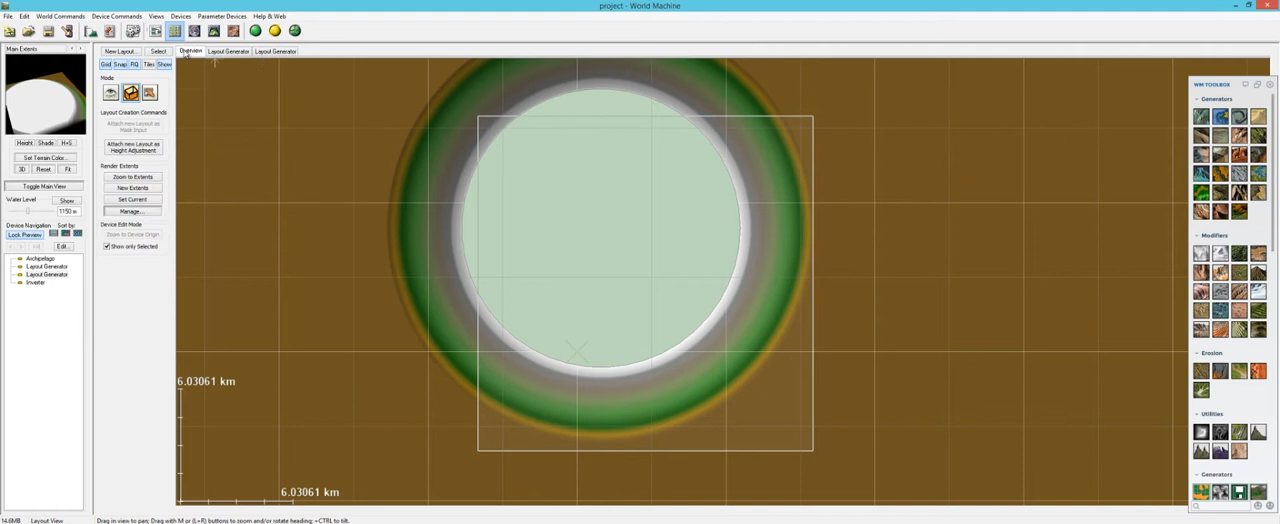 project - World Machine
File Edit World Commands Device Commands Views Devices Parameter Devices Help & Web
Main Extents
New Layout... Select Overview Layout Generator Layout Generator
Grid Snap RQ Tiles Show
Mode
Layout Creation Commands
Attach new Layout as
Mask Input
Attach new Layout as
Height Adjustment
Render Extents
Zoom to Extents
New Extents
Set Current
Manage...
Device Edit Mode
Zoom to Device Origin
Show only Selected
Height Shade H+S
Set Terrain Color...
3D Reset Fit
Toggle Main View
Water Level Show
1150 m
Device Navigation Sort by:
Lock Preview
Edit...
Archipelago
Layout Generator
Layout Generator
Inverter
6.03061 km
6.03061 km
WM TOOLBOX
Generators
Modifiers
Erosion
Utilities
Generators
14.6MB Layout View Drag in view to pan; Drag with M or (L+R) buttons to zoom and/or rotate heading; +CTRL to tilt.